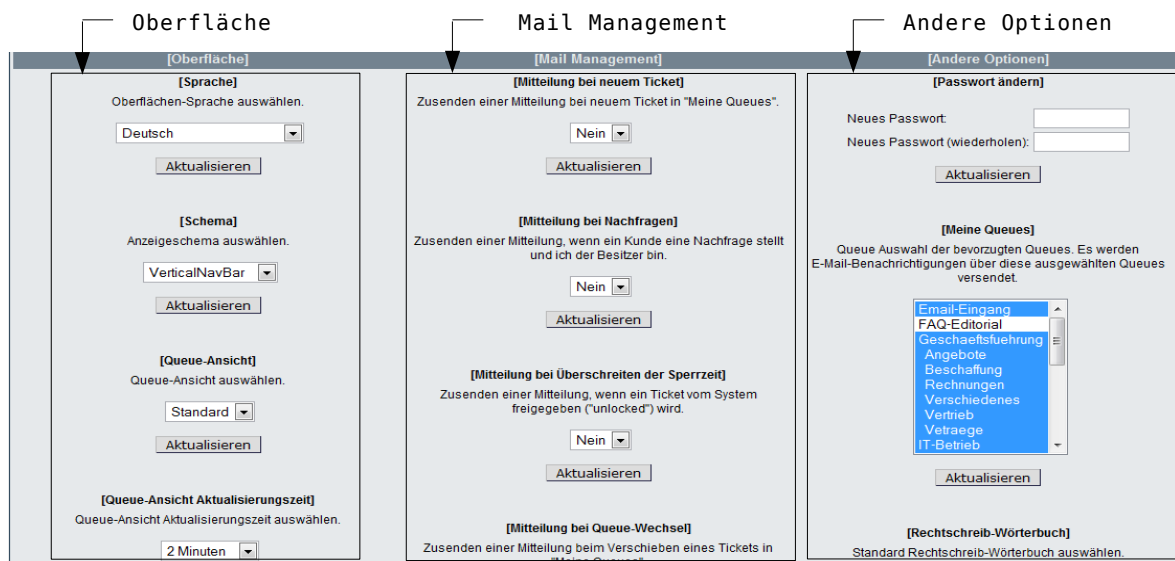 Oberfläche
Mail Management
Andere Optionen
[Oberfläche]
[Sprache]
Oberflächen-Sprache auswählen.
Deutsch
Aktualisieren
[Schema]
Anzeigeschema auswählen.
VerticalNavBar
Aktualisieren
[Queue-Ansicht]
Queue-Ansicht auswählen.
Standard
Aktualisieren
[Queue-Ansicht Aktualisierungszeit]
Queue-Ansicht Aktualisierungszeit auswählen.
2 Minuten
[Mail Management]
[Mitteilung bei neuem Ticket]
Zusenden einer Mitteilung bei neuem Ticket in "Meine Queues".
Nein
Aktualisieren
[Mitteilung bei Nachfragen]
Zusenden einer Mitteilung, wenn ein Kunde eine Nachfrage stellt
und ich der Besitzer bin.
Nein
Aktualisieren
[Mitteilung bei Überschreiten der Sperrzeit]
Zusenden einer Mitteilung, wenn ein Ticket vom System
freigegeben ("unlocked") wird.
Nein
Aktualisieren
[Mitteilung bei Queue-Wechsel]
Zusenden einer Mitteilung beim Verschieben eines Tickets in
"Meine Queues"
[Andere Optionen]
[Passwort ändern]
Neues Passwort:
Neues Passwort (wiederholen):
Aktualisieren
[Meine Queues]
Queue Auswahl der bevorzugten Queues. Es werden
E-Mail-Benachrichtigungen über diese ausgewählten Queues
versendet.
Email-Eingang
FAQ-Editorial
Geschaeftsfuehrung
Angebote
Beschaffung
Rechnungen
Verschiedenes
Vertrieb
Vetraege
IT-Betrieb
Aktualisieren
[Rechtschreib-Wörterbuch]
Standard Rechtschreib-Wörterbuch auswählen.